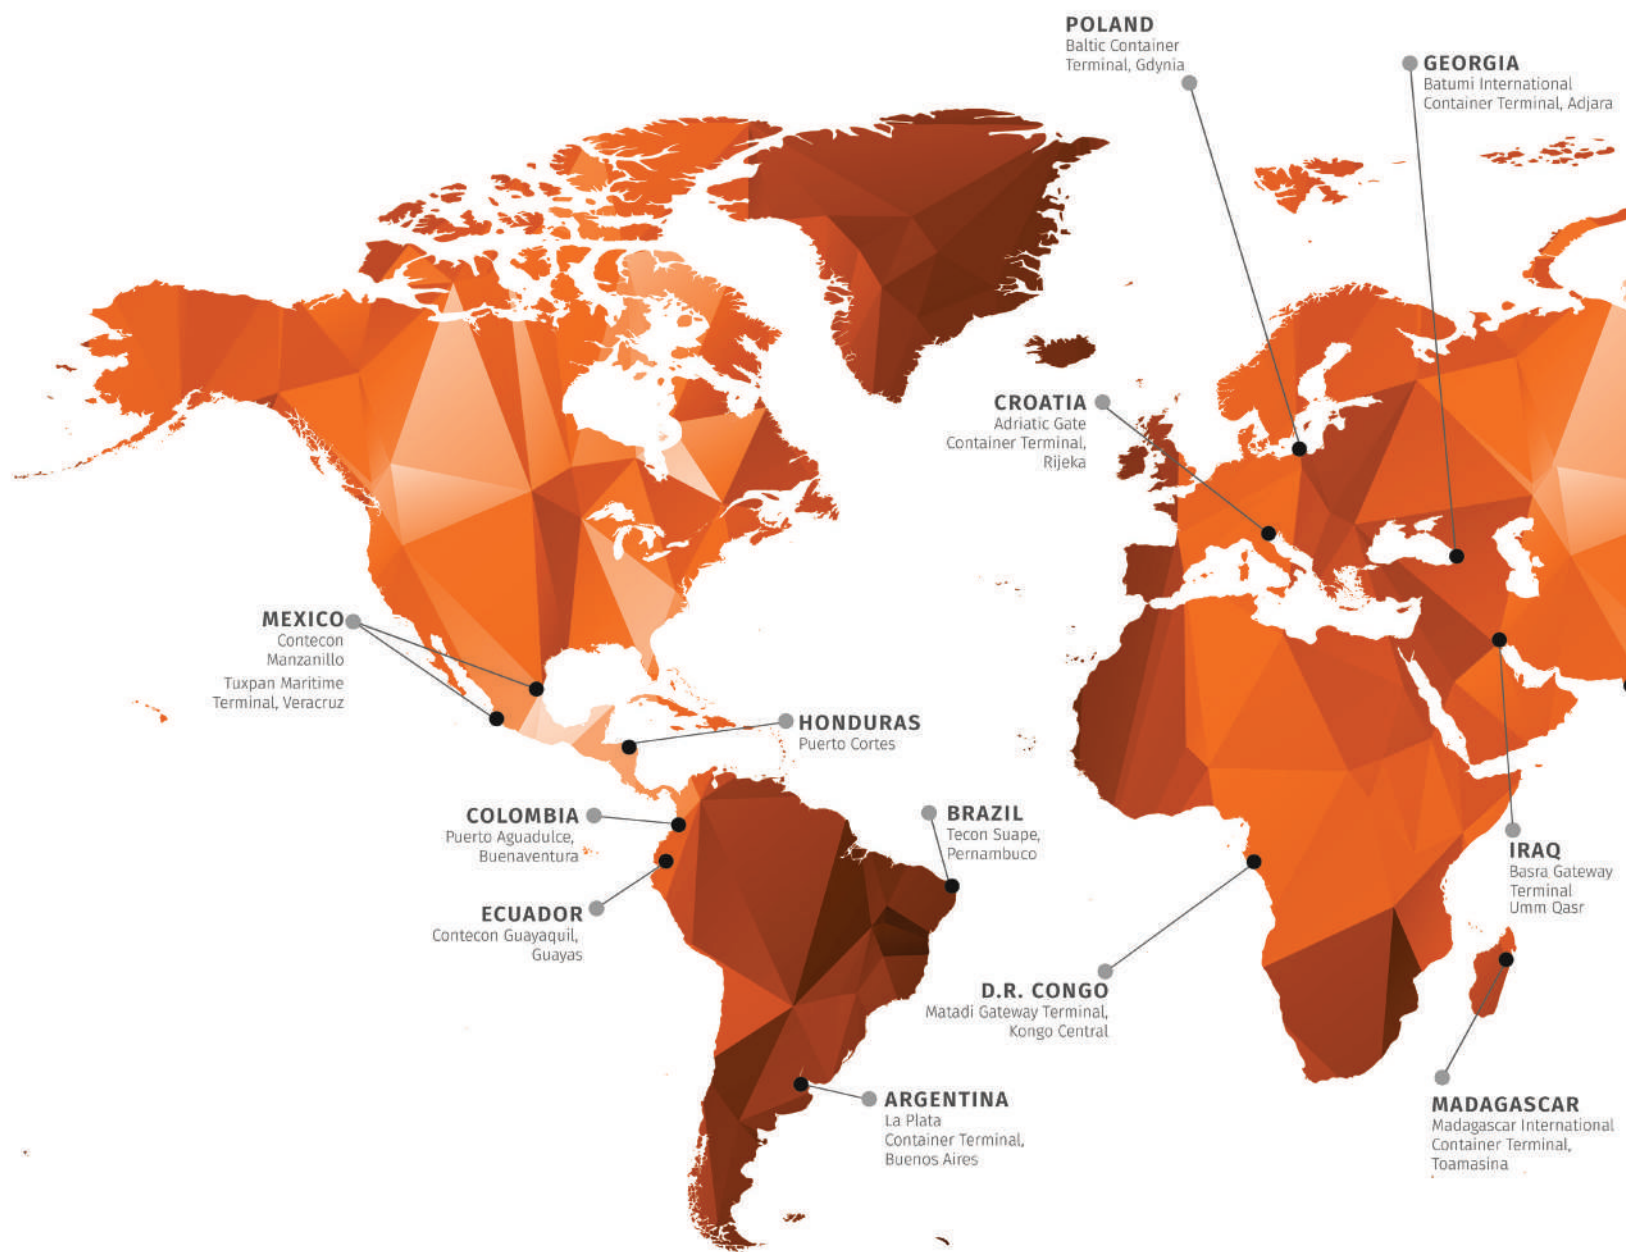 POLAND
Baltic Container
Terminal, Gdynia
GEORGIA
Batumi International
Container Terminal, Adjara
CROATIA
Adriatic Gate
Container Terminal,
Rijeka
MEXICO
Contecon
Manzanillo
Tuxpan Maritime
Terminal, Veracruz
HONDURAS
Puerto Cortes
COLOMBIA
Puerto Aguadulce,
Buenaventura
BRAZIL
Tecon Suape,
Pernambuco
IRAQ
Basra Gateway
Terminal
Umm Qasr
ECUADOR
Contecon Guayaquil,
Guayas
D.R. CONGO
Matadi Gateway Terminal,
Kongo Central
ARGENTINA
La Plata
Container Terminal,
Buenos Aires
MADAGASCAR
Madagascar International
Container Terminal,
Toamasina